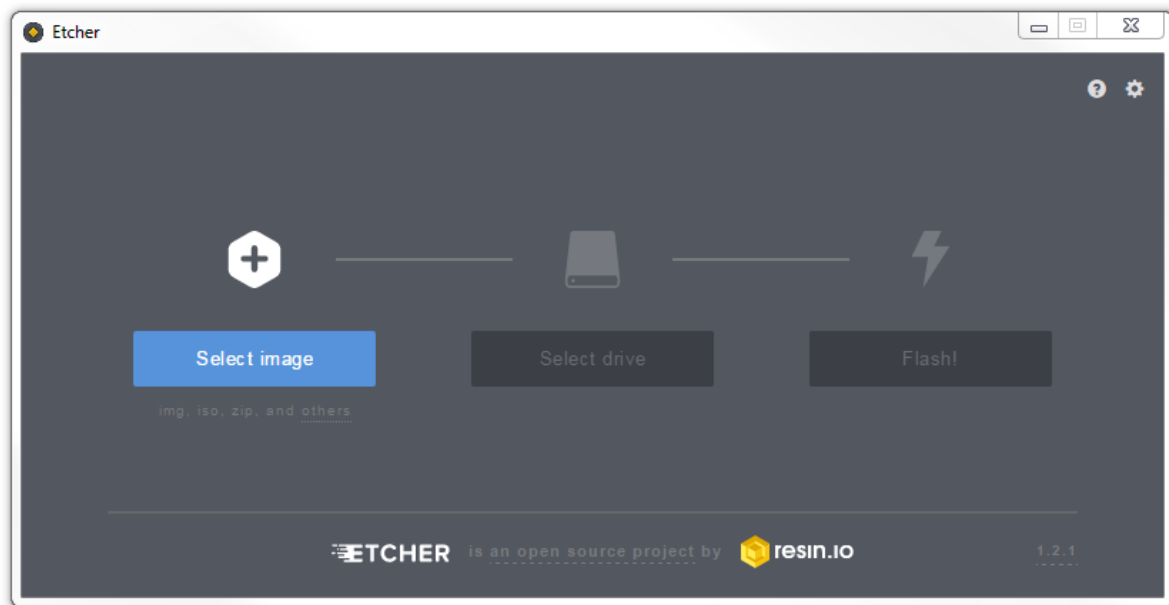 Etcher
Select image
Select drive
Flash!
img, iso, zip, and others
ETCHER is an open source project by resin.io
1.2.1